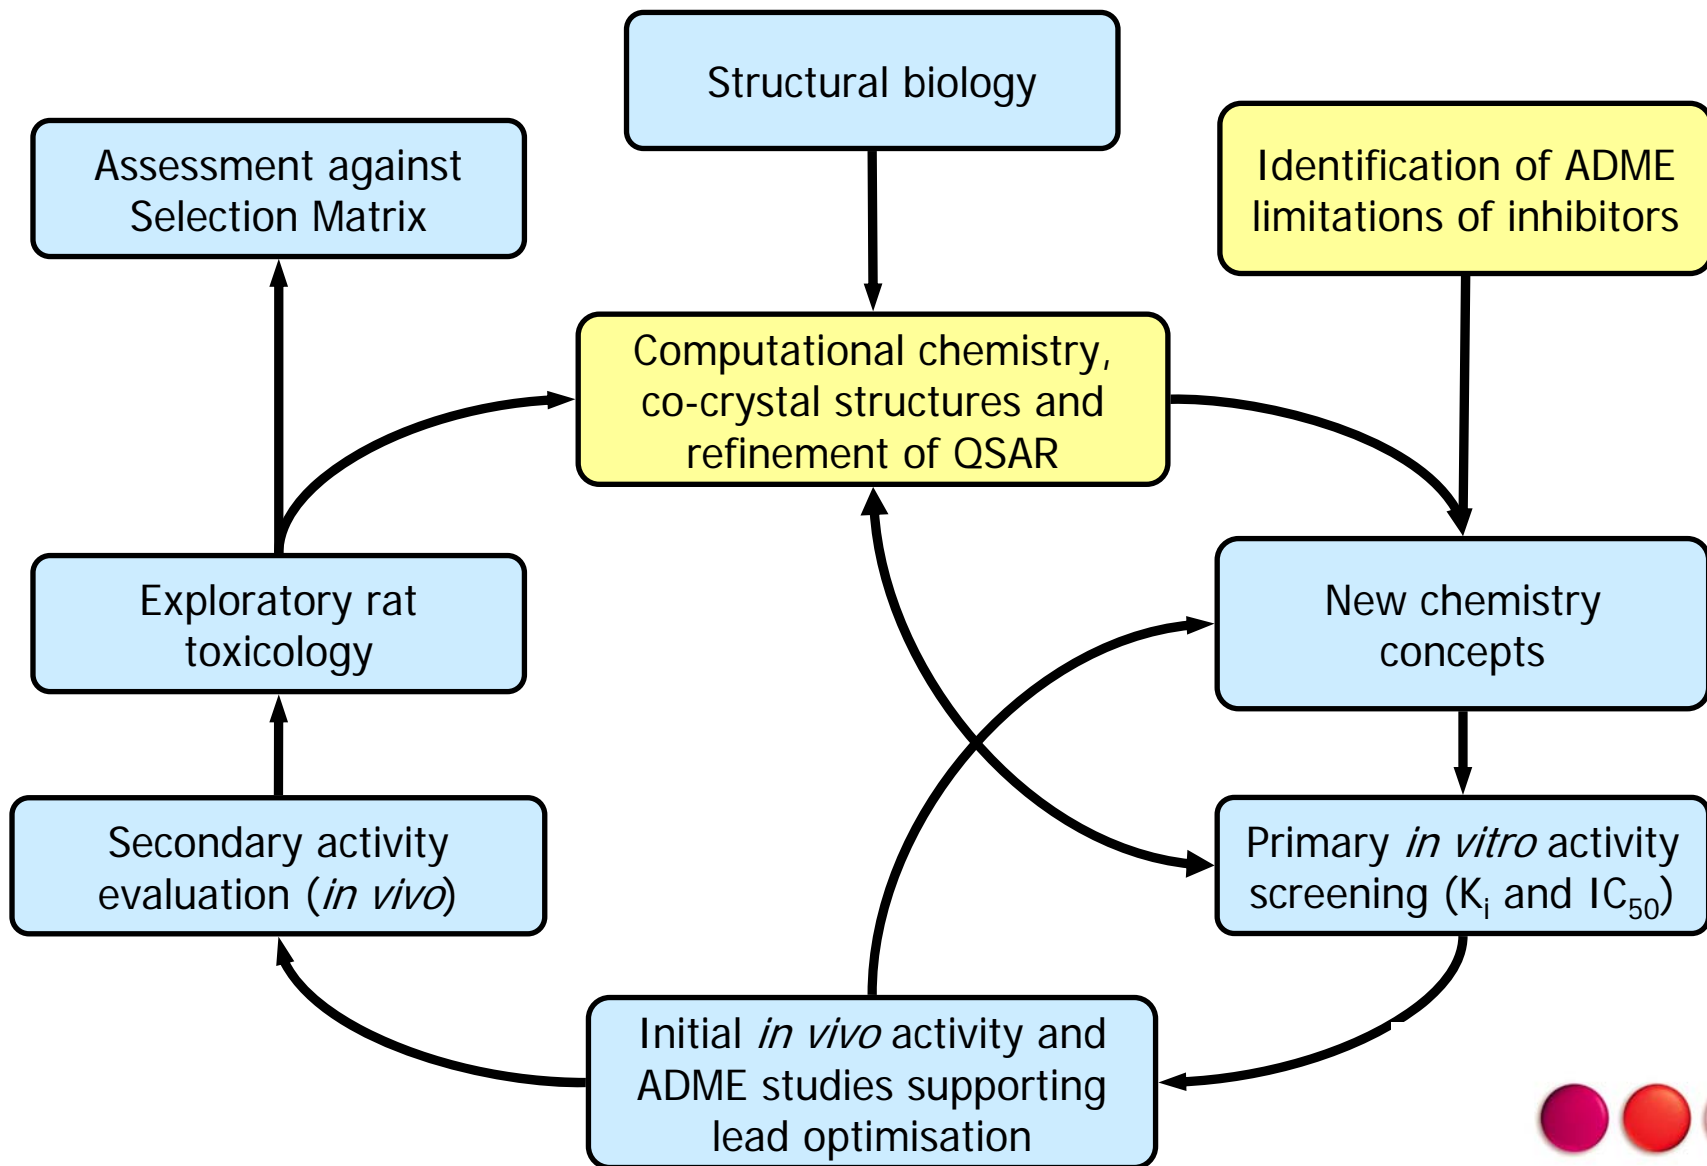 Structural biology
Assessment against
Selection Matrix
Identification of ADME
limitations of inhibitors
Computational chemistry,
co-crystal structures and
refinement of QSAR
Exploratory rat
toxicology
New chemistry
concepts
Secondary activity
evaluation (in vivo)
Primary in vitro activity
screening (Ki and IC50)
Initial in vivo activity and
ADME studies supporting
lead optimisation